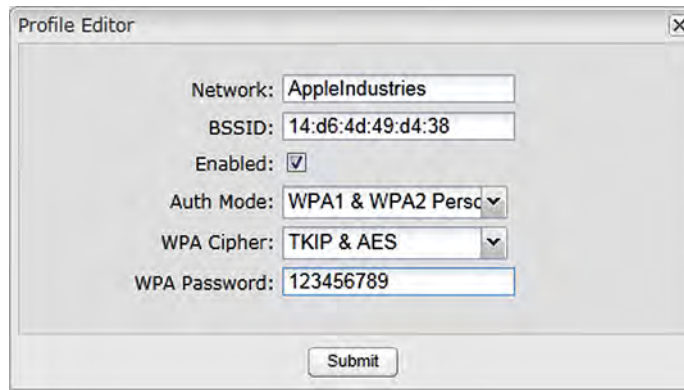 Profile Editor
Network: AppleIndustries
BSSID: 14:d6:4d:49:d4:38
Enabled:
Auth Mode: WPA1 & WPA2 Persc
WPA Cipher: TKIP & AES
WPA Password: 123456789
Submit